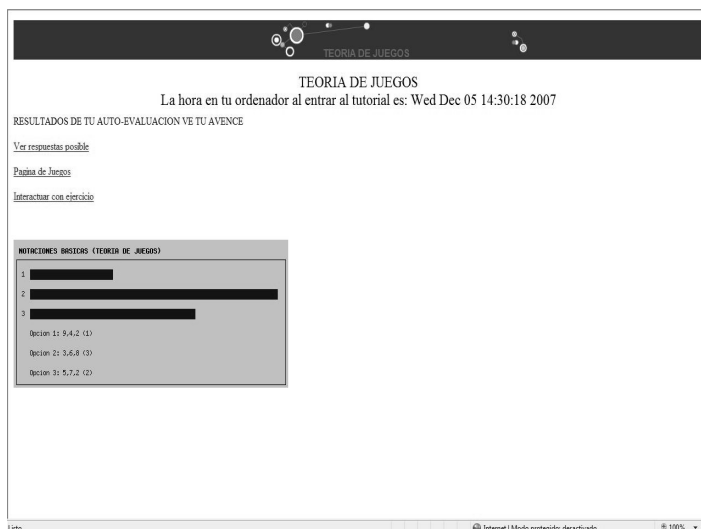 TEORIA DE JUEGOS
TEORIA DE JUEGOS
La hora en tu ordenador al entrar al tutorial es: Wed Dec 05 14:30:18 2007
RESULTADOS DE TU AUTO-EVALUACION VE TU AVENCE
Ver respuestas posible
Pagina de Juegos
Interactuar con ejercicio
NOTACIONES BASICAS (TEORIA DE JUEGOS)
1
2
3
Opcion 1: 9,4,2 (1)
Opcion 2: 3,6,8 (3)
Opcion 3: 5,7,2 (2)
Listo Internet | Modo protegido: desactivado 100%